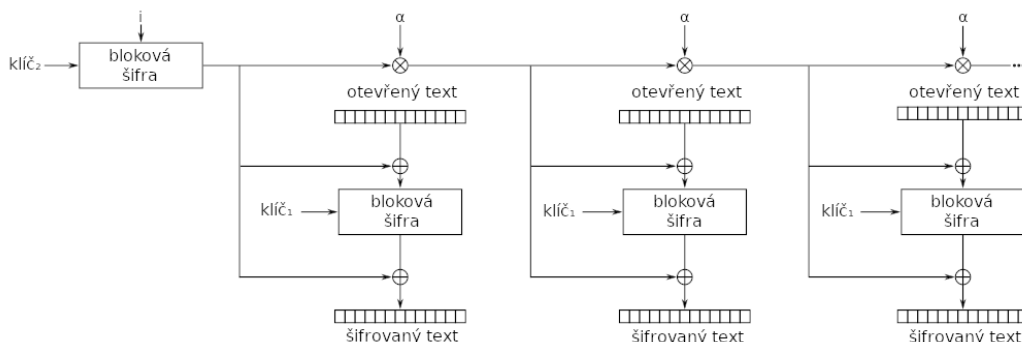 i
α
α
α
klíč₂
bloková
šifra
otevřený text
otevřený text
otevřený text
klíč₁
bloková
šifra
klíč₁
bloková
šifra
klíč₁
bloková
šifra
šifrovaný text
šifrovaný text
šifrovaný text